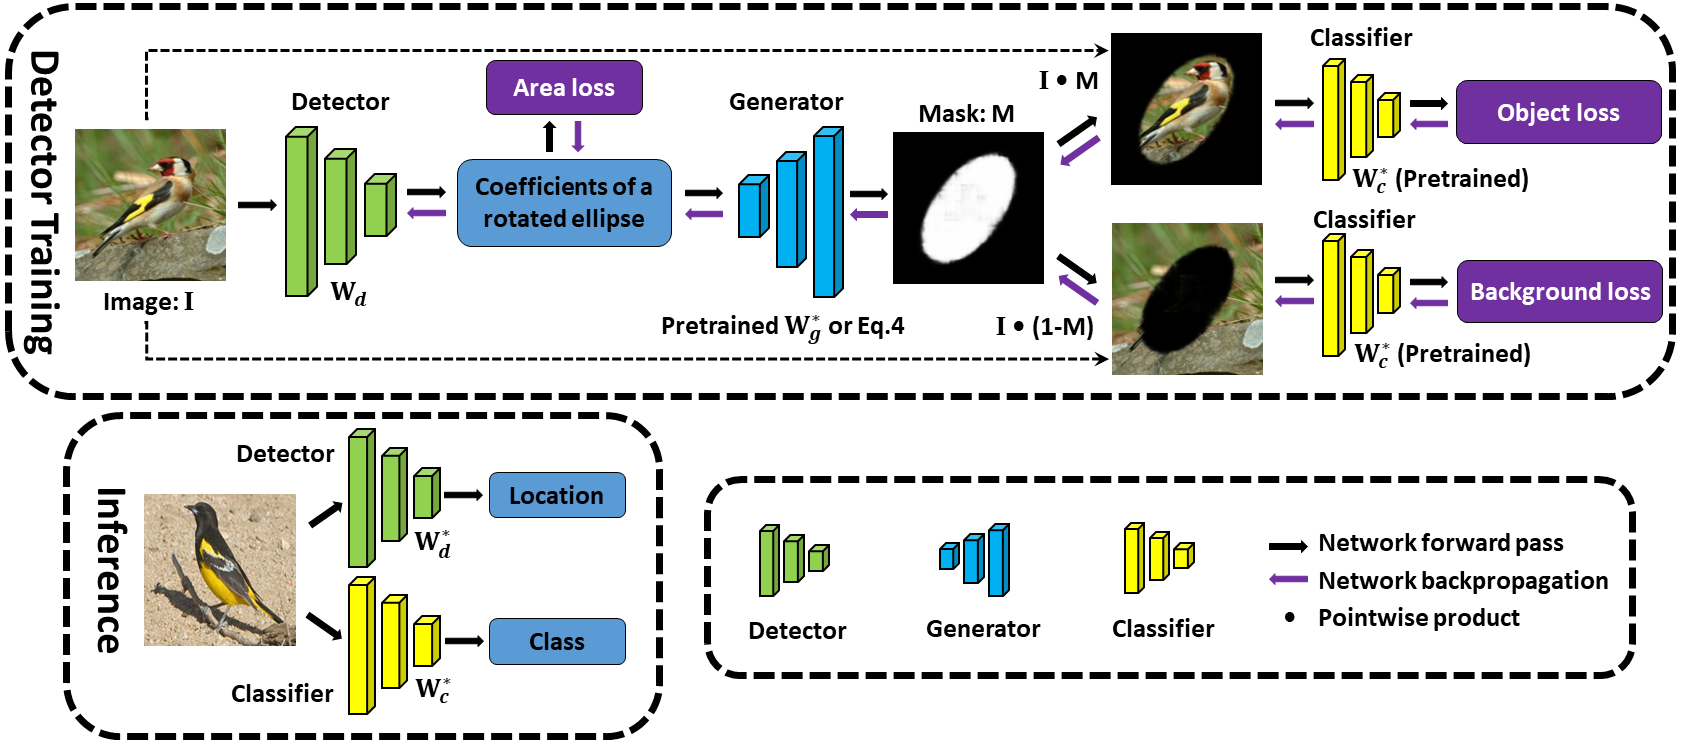 Detector Training
Image: I
Detector
W_d
Area loss
Coefficients of a
rotated ellipse
Generator
Pretrained W_g^* or Eq.4
Mask: M
I • M
I • (1-M)
Classifier
W_c^* (Pretrained)
Object loss
Classifier
W_c^* (Pretrained)
Background loss
Inference
Detector
W_d^*
Location
Classifier
W_c^*
Class
Detector
Generator
Classifier
Network forward pass
Network backpropagation
• Pointwise product